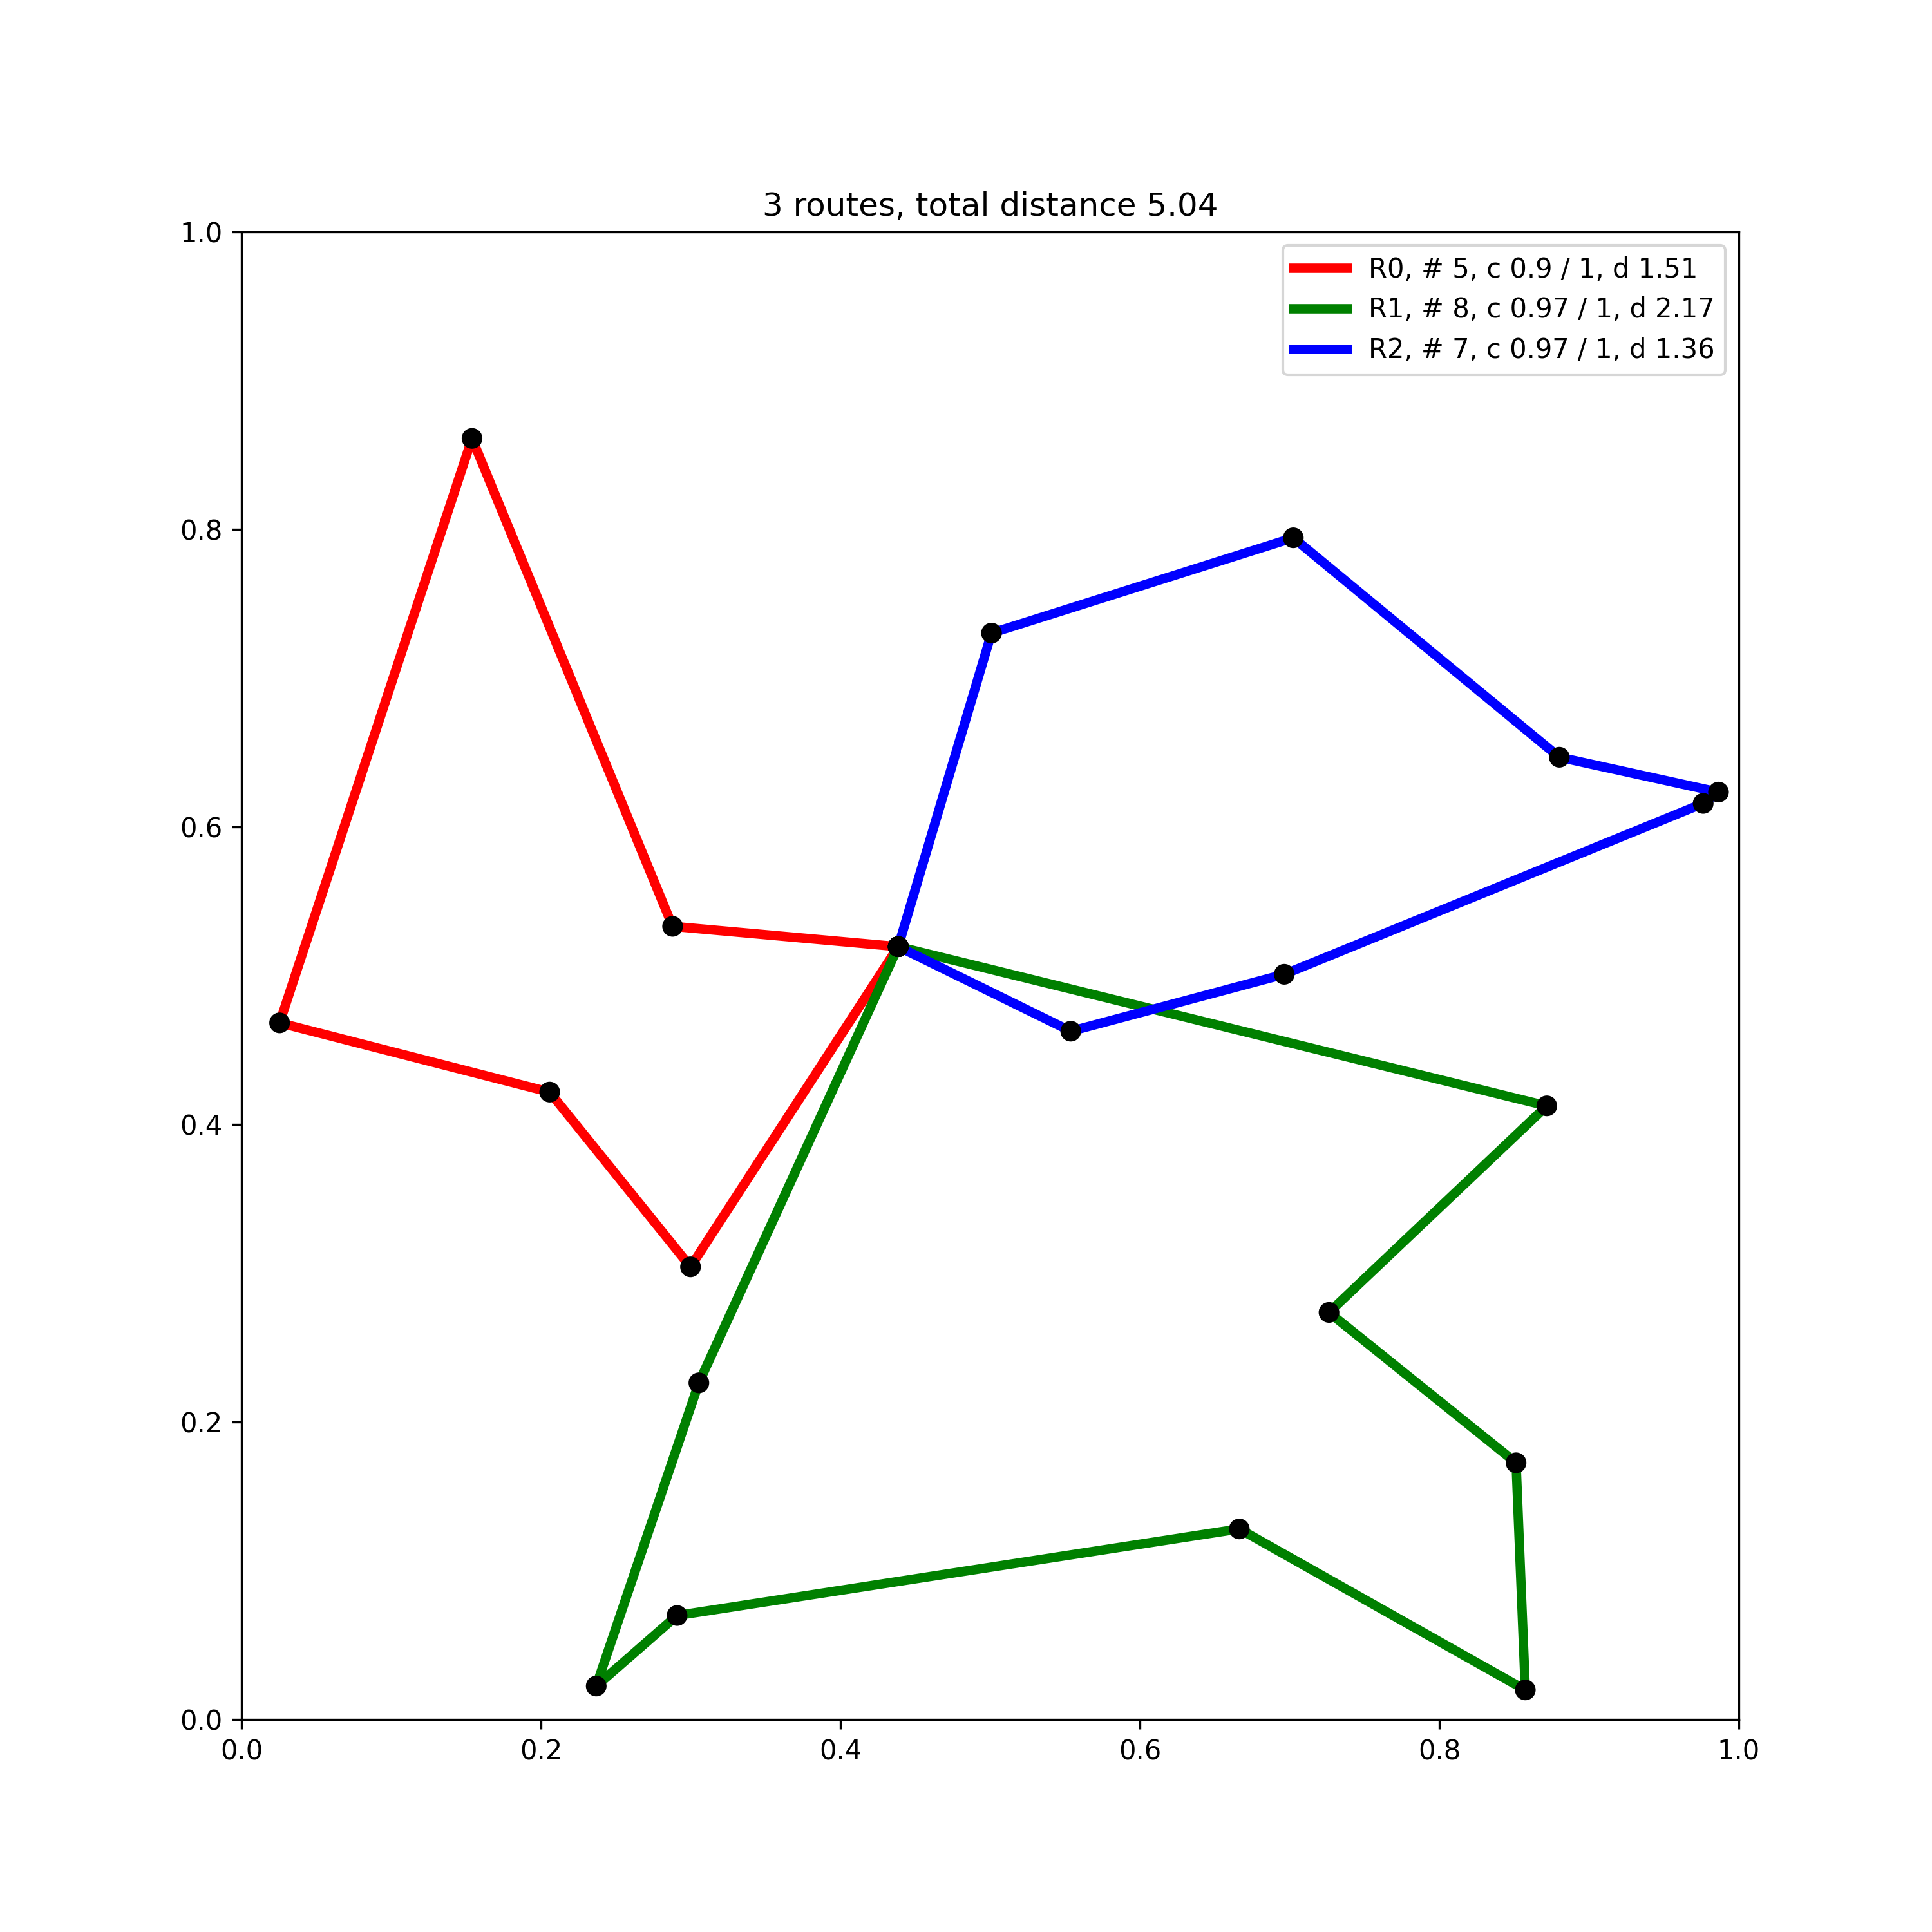 3 routes, total distance 5.04
R0, # 5, c 0.9 / 1, d 1.51
R1, # 8, c 0.97 / 1, d 2.17
R2, # 7, c 0.97 / 1, d 1.36
1.0
0.8
0.6
0.4
0.2
0.0
0.0 0.2 0.4 0.6 0.8 1.0